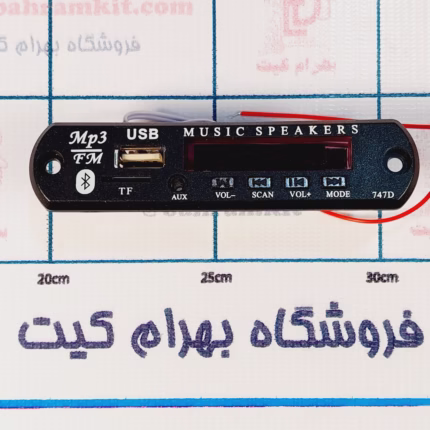 bahramkit.com
فروشگاه بهرام ک
بهرام کیت
Mp3
FM
USB
MUSIC SPEAKERS
TF
AUX
VOL-
SCAN
VOL+
MODE
747D
20cm
25cm
30cm
فروشگاه بهرام کیت